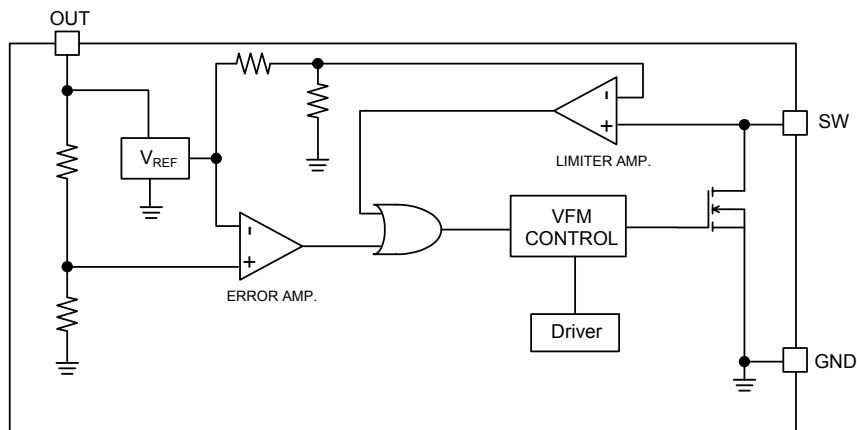 OUT
-
+
SW
LIMITER AMP.
VREF
-
+
ERROR AMP.
VFM
CONTROL
Driver
GND